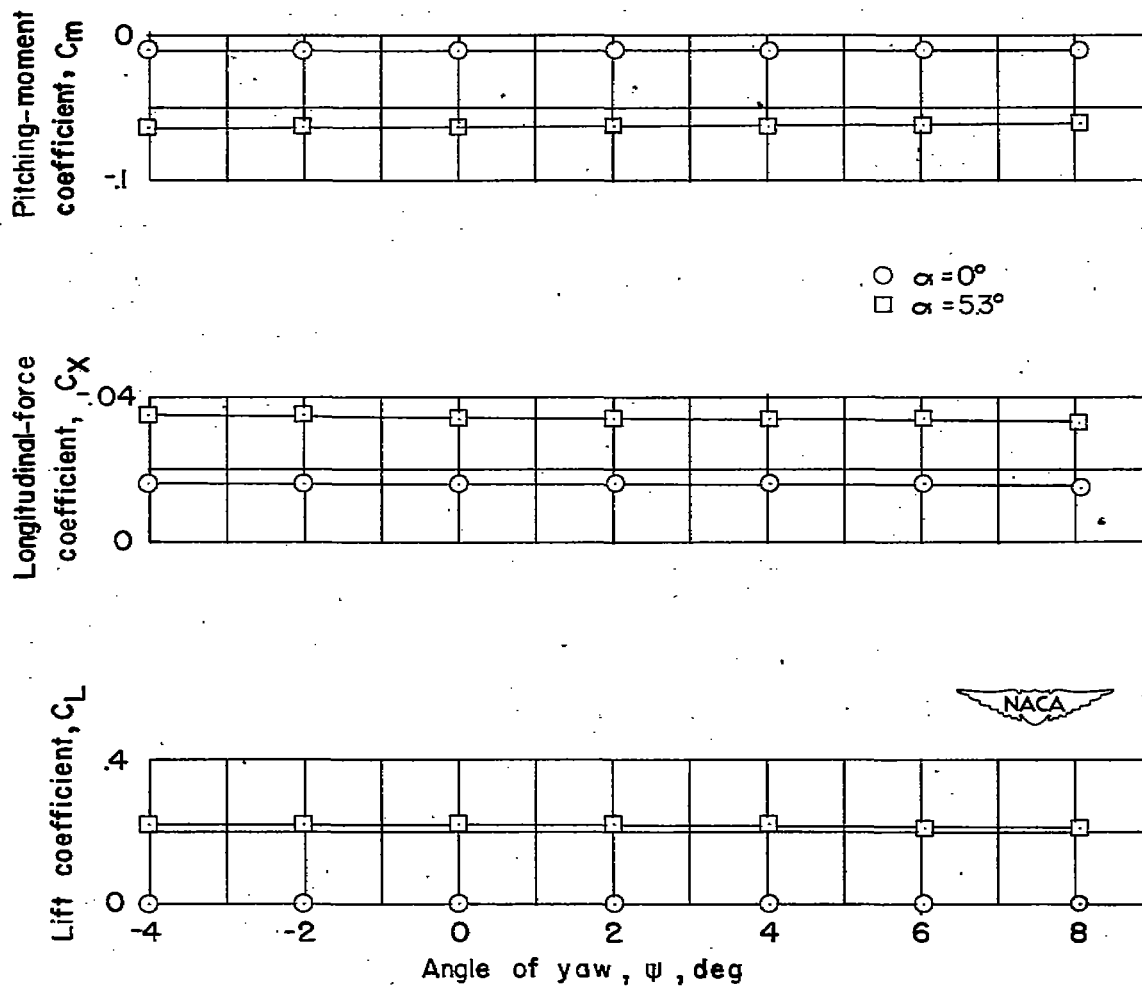 Pitching-moment
coefficient, Cm
0
-.1
α = 0°
α = 5.3°
Longitudinal-force
coefficient, CX
.04
0
NACA
Lift coefficient, CL
.4
0
-4 -2 0 2 4 6 8
Angle of yaw, ψ, deg